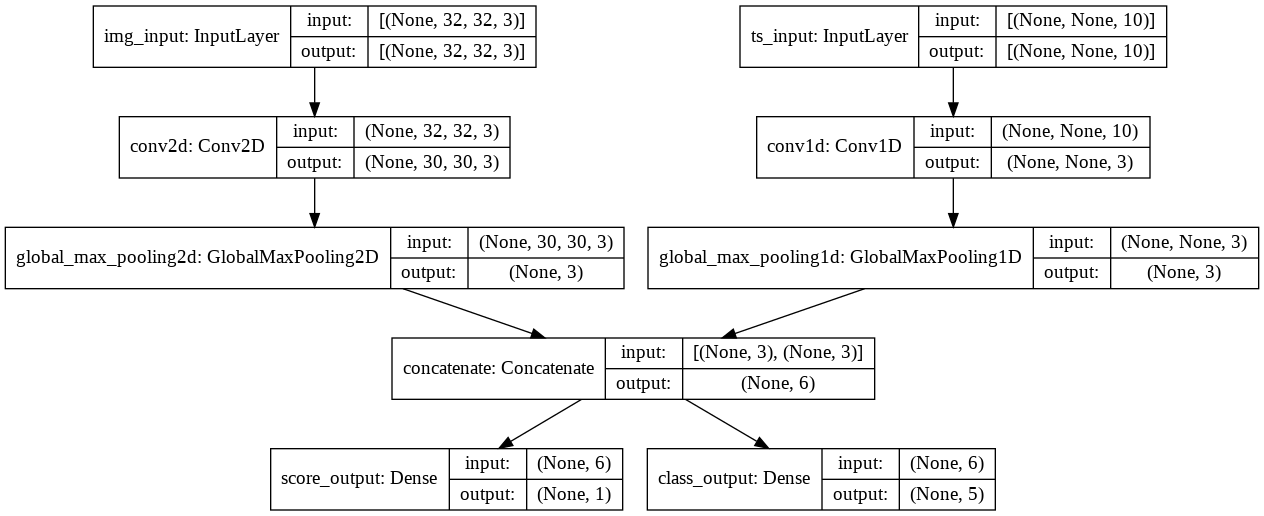 img_input: InputLayer
input:
[(None, 32, 32, 3)]
output:
[(None, 32, 32, 3)]
ts_input: InputLayer
input:
[(None, None, 10)]
output:
[(None, None, 10)]
conv2d: Conv2D
input:
(None, 32, 32, 3)
output:
(None, 30, 30, 3)
conv1d: Conv1D
input:
(None, None, 10)
output:
(None, None, 3)
global_max_pooling2d: GlobalMaxPooling2D
input:
(None, 30, 30, 3)
output:
(None, 3)
global_max_pooling1d: GlobalMaxPooling1D
input:
(None, None, 3)
output:
(None, 3)
concatenate: Concatenate
input:
[(None, 3), (None, 3)]
output:
(None, 6)
score_output: Dense
input:
(None, 6)
output:
(None, 1)
class_output: Dense
input:
(None, 6)
output:
(None, 5)